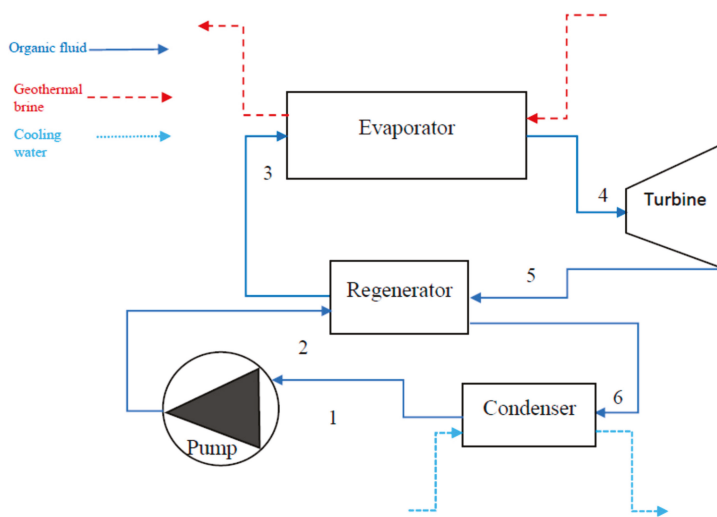 Organic fluid
Geothermal
brine
Cooling
water
Evaporator
3
4
Turbine
Regenerator
5
2
1
Pump
Condenser
6